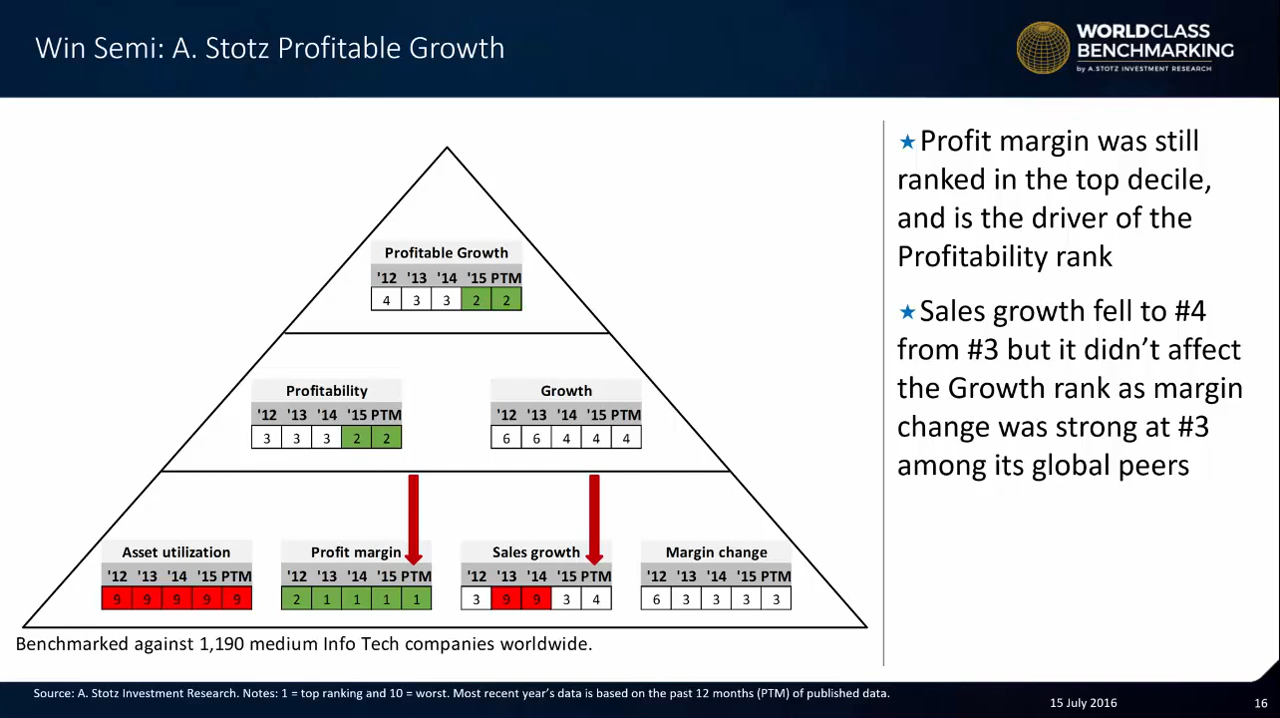 Win Semi: A. Stotz Profitable Growth
WORLDCLASS
BENCHMARKING
by A.STOTZ INVESTMENT RESEARCH
Profitable Growth
'12 '13 '14 '15 PTM
4 3 3 2 2
Profitability
'12 '13 '14 '15 PTM
3 3 3 2 2
Growth
'12 '13 '14 '15 PTM
6 6 4 4 4
Asset utilization
'12 '13 '14 '15 PTM
9 9 9 9 9
Profit margin
'12 '13 '14 '15 PTM
2 1 1 1 1
Sales growth
'12 '13 '14 '15 PTM
3 9 9 3 4
Margin change
'12 '13 '14 '15 PTM
6 3 3 3 3
Benchmarked against 1,190 medium Info Tech companies worldwide.
★Profit margin was still
ranked in the top decile,
and is the driver of the
Profitability rank
★Sales growth fell to #4
from #3 but it didn’t affect
the Growth rank as margin
change was strong at #3
among its global peers
Source: A. Stotz Investment Research. Notes: 1 = top ranking and 10 = worst. Most recent year’s data is based on the past 12 months (PTM) of published data.
15 July 2016
16